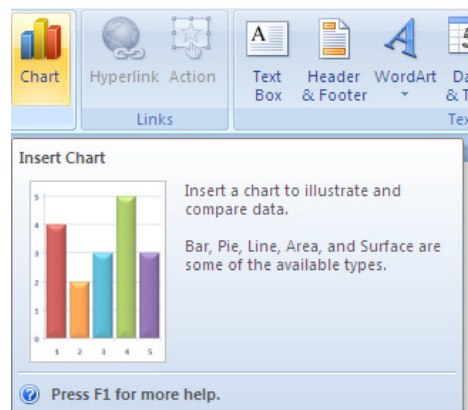 Chart
Hyperlink Action
Text Box
Header & Footer
WordArt
Links
Insert Chart
Insert a chart to illustrate and
compare data.
Bar, Pie, Line, Area, and Surface are
some of the available types.
5
4
3
2
1
0
1 2 3 4 5
Press F1 for more help.